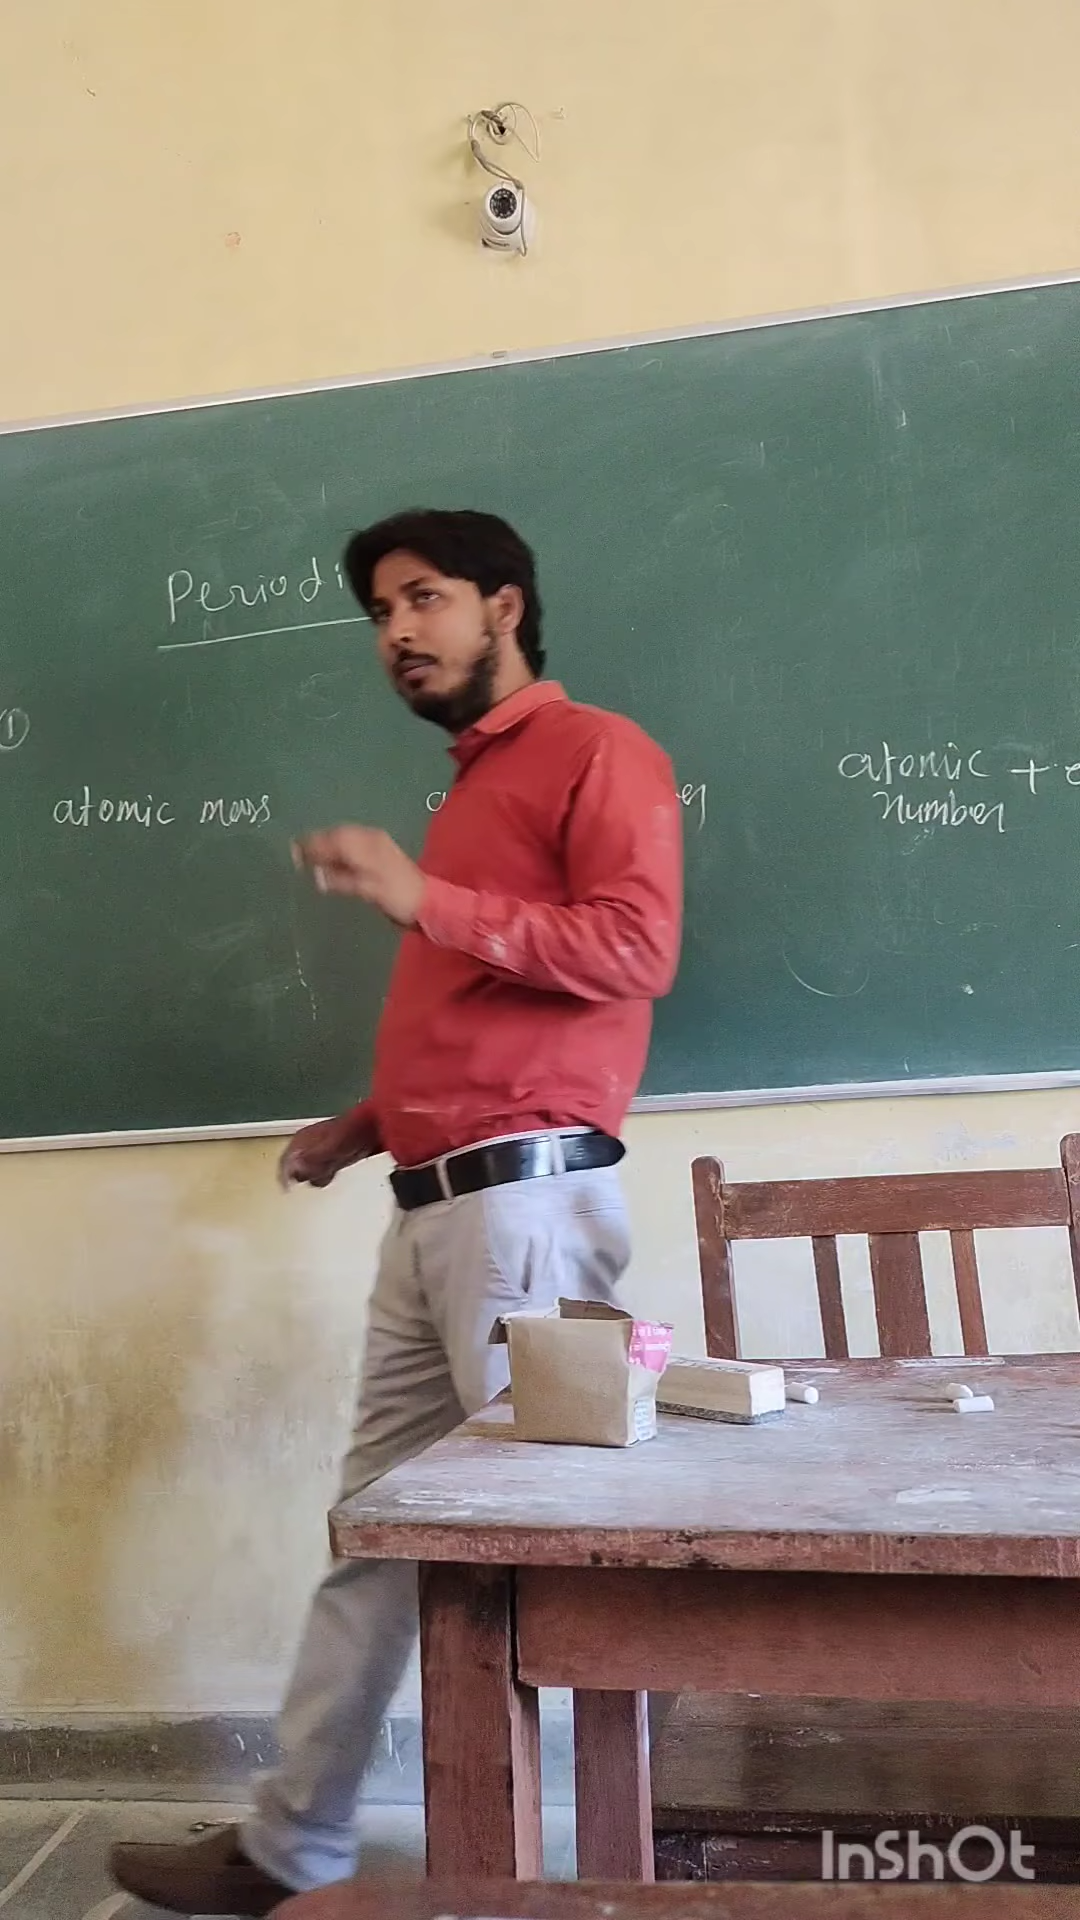 Periodi
①
atomic mass
atomic + e
number
InShOt